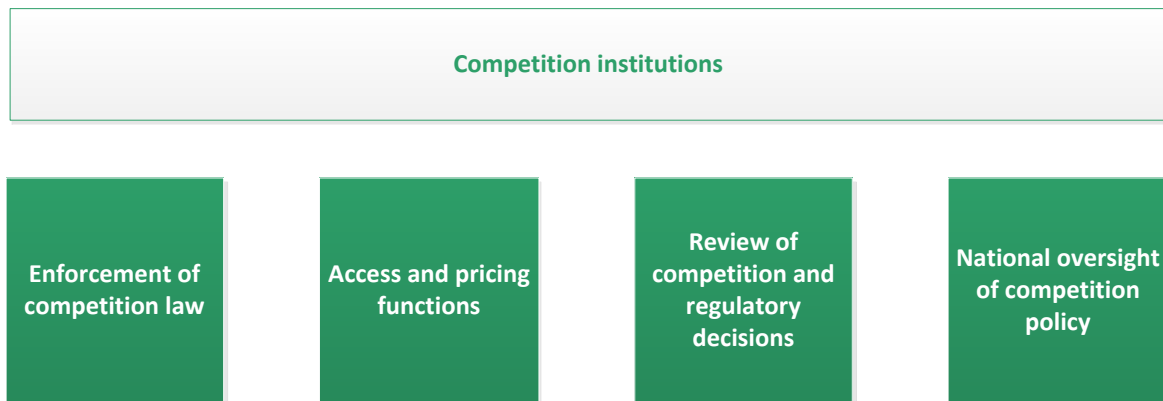 Competition institutions
Enforcement of
competition law
Access and pricing
functions
Review of
competition and
regulatory
decisions
National oversight
of competition
policy